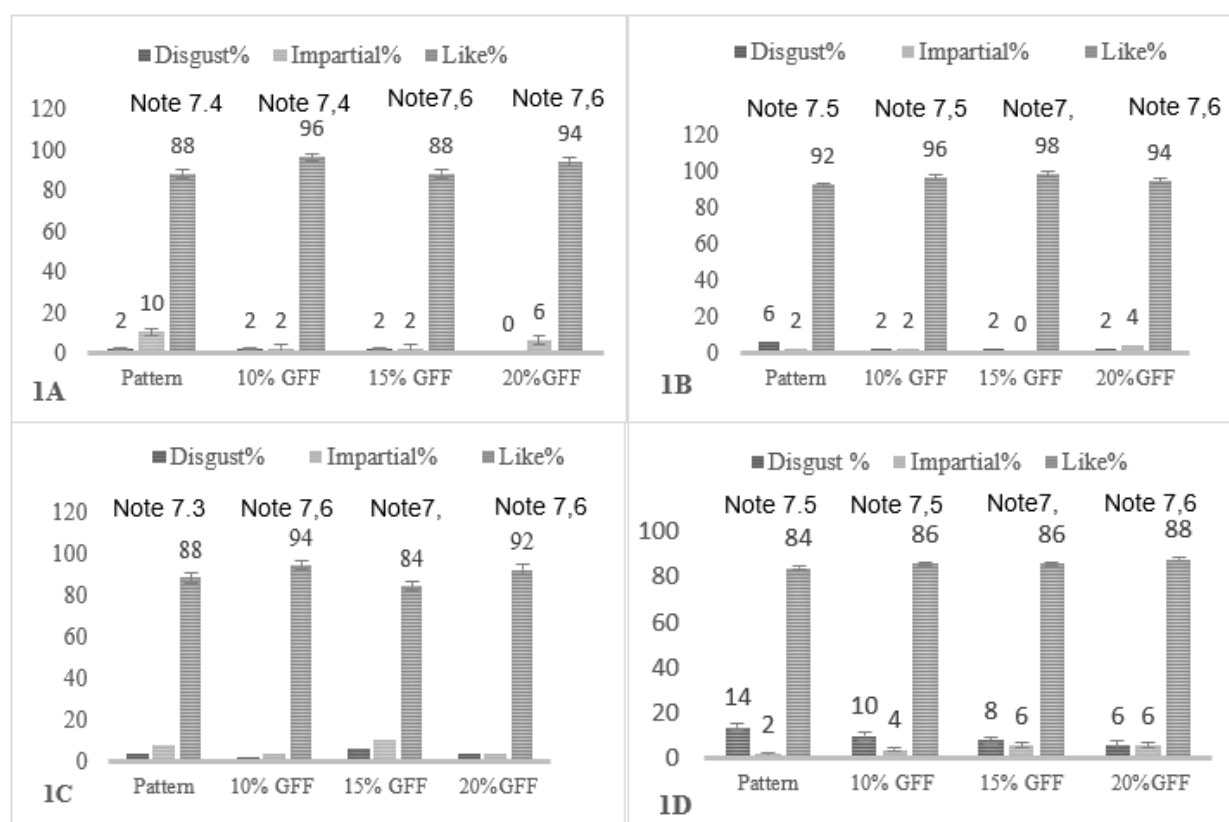 Disgust% Impartial% Like%
Note 7.4 Note 7,4 Note7,6 Note 7,6
120
100
80
60
40
20
0
2 10 88
2 2 96
2 2 88
0 6 94
Pattern 10% GFF 15% GFF 20%GFF
1A
Disgust% Impartial% Like%
Note 7.5 Note 7,5 Note7, Note 7,6
120
100
80
60
40
20
0
6 2 92
2 2 96
2 0 98
2 4 94
Pattern 10% GFF 15% GFF 20%GFF
1B
Disgust% Impartial% Like%
Note 7.3 Note 7,6 Note7, Note 7,6
120
100
80
60
40
20
0
88 94 84 92
Pattern 10% GFF 15% GFF 20%GFF
1C
Disgust % Impartial% Like%
Note 7.5 Note 7,5 Note7, Note 7,6
100
80
60
40
20
0
14 2 84
10 4 86
8 6 86
6 6 88
Pattern 10% GFF 15% GFF 20%GFF
1D